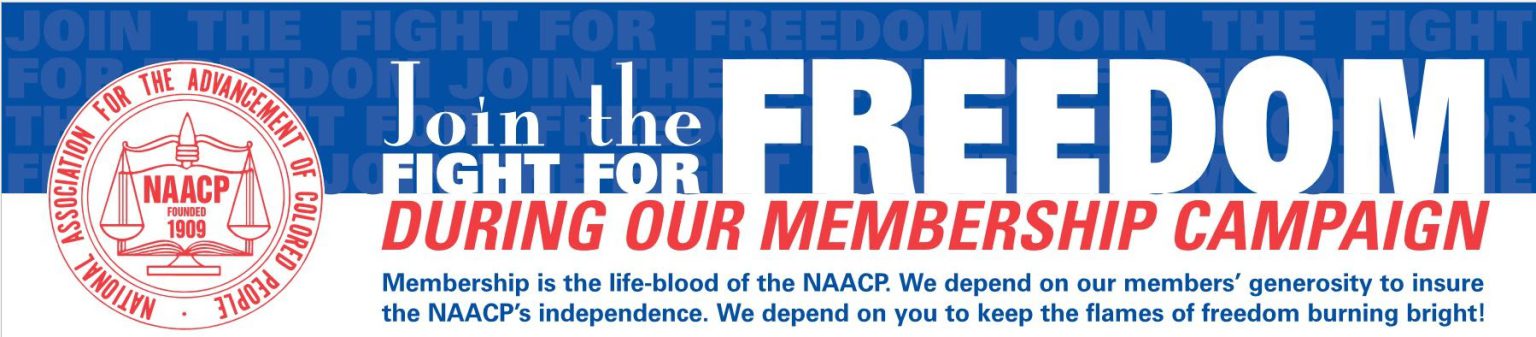 JOIN THE FIGHT FOR FREEDOM JOIN THE FIGHT
NATIONAL ASSOCIATION FOR THE ADVANCEMENT OF COLORED PEOPLE
NAACP
FOUNDED
1909
Join the
FIGHT FOR
FREEDOM
DURING OUR MEMBERSHIP CAMPAIGN
Membership is the life-blood of the NAACP. We depend on our members' generosity to insure
the NAACP's independence. We depend on you to keep the flames of freedom burning bright!